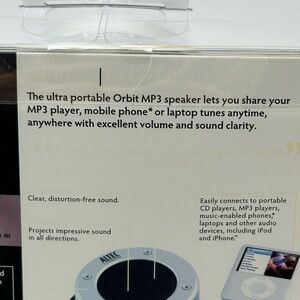 The ultra portable Orbit MP3 speaker lets you share your
MP3 player, mobile phone* or laptop tunes anytime,
anywhere with excellent volume and sound clarity.
Clear, distortion-free sound.
Projects impressive sound
in all directions.
Easily connects to portable
CD players, MP3 players,
music-enabled phones,*
laptops and other audio
devices, including iPod
and iPhone.™
ALTEC